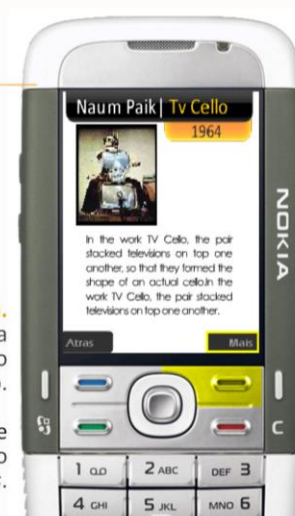 Naum Paik| Tv Cello
1964
In the work TV Cello, the pair
stacked televisions on top one
another, so that they formed the
shape of an actual cello.In the
work TV Cello, the pair stacked
televisions on top one another.
Atras
Mais
NOKIA
.
a
o
.
e
o
.
C
1
2 ABC
DEF 3
4 GHI
5 JKL
MNO 6